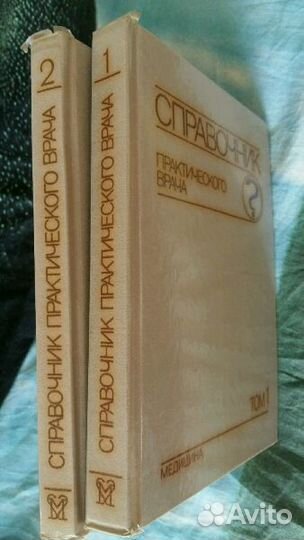 2
СПРАВОЧНИК ПРАКТИЧЕСКОГО ВРАЧА
1
СПРАВОЧНИК ПРАКТИЧЕСКОГО ВРАЧА
СПРАВОЧНИК
ПРАКТИЧЕСКОГО
ВРАЧА
?
ТОМ 1
МЕДИЦИНА
Avito